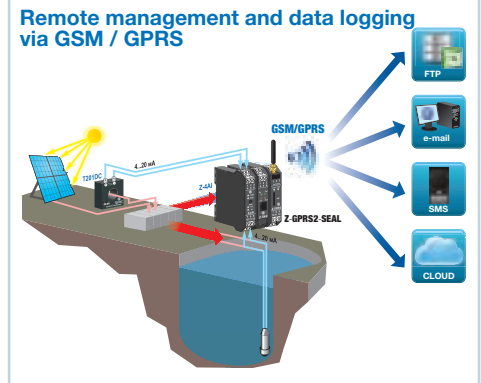 Remote management and data logging
via GSM / GPRS
FTP
GSM/GPRS
e-mail
4...20 mA
T201DC
Z-4AI
SMS
Z-GPRS2-SEAL
4...20 mA
CLOUD